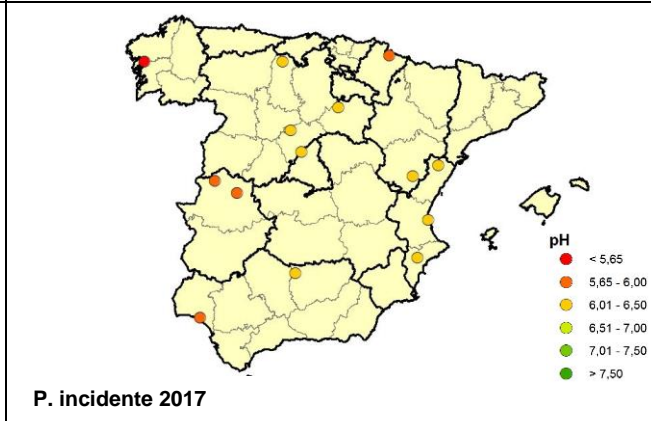 pH
< 5,65
5,65 - 6,00
6,01 - 6,50
6,51 - 7,00
7,01 - 7,50
> 7,50
P. incidente 2017